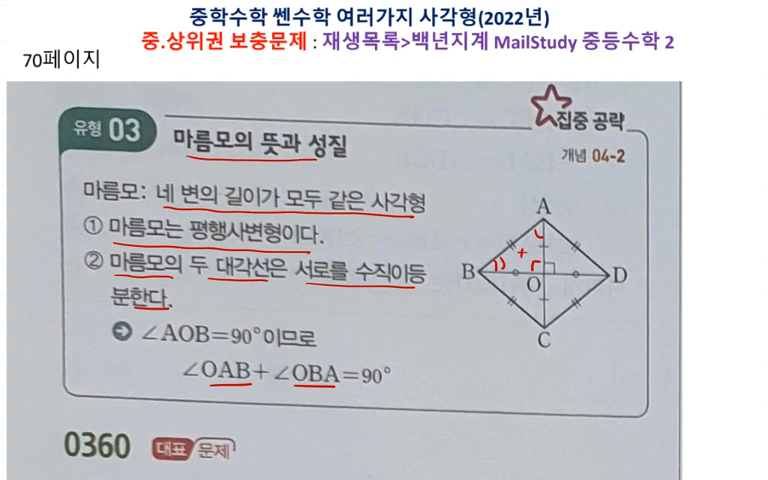 중학수학 쎈수학 여러가지 사각형(2022년)
중.상위권 보충문제 : 재생목록>백년지계 MailStudy 중등수학 2
70페이지
유형 03 마름모의 뜻과 성질
집중 공략
개념 04-2
마름모: 네 변의 길이가 모두 같은 사각형
① 마름모는 평행사변형이다.
② 마름모의 두 대각선은 서로를 수직이등
분한다.
➔ ∠AOB=90°이므로
∠OAB+∠OBA=90°
A
B
O
D
C
0360 대표 문제